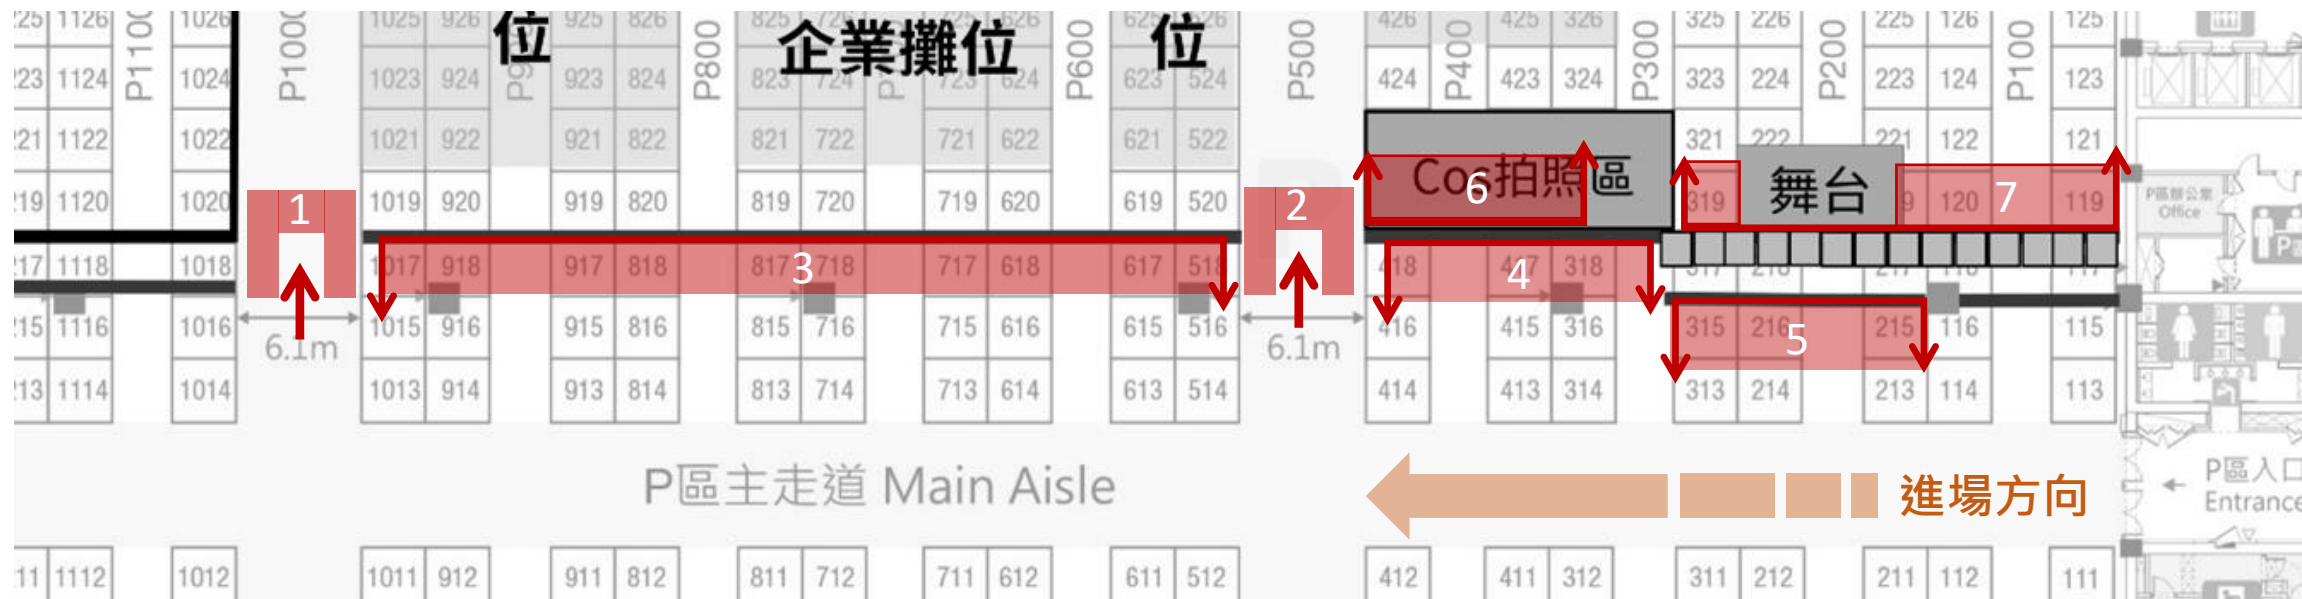 1126 1026 1025 926 925 826 825 726 626 625 526 426 425 326 325 226 225 126 125
P1100 P1000 位 P800 企業攤位 P600 位 P500 P400 P300 P200 P100
1124 1024 1023 924 923 824 823 724 723 624 623 524 424 423 324 323 224 223 124 123
1122 1022 1021 922 921 822 821 722 721 622 621 522 321 222 221 122 121
Cos拍照區 舞台
1120 1020 1 1019 920 919 820 819 720 719 620 619 520 2 6 319 120 7 119
P區辦公室
Office
1118 1018 1017 918 917 818 817 3 718 717 618 617 518 418 4 318
1116 1016 1015 916 915 816 815 716 715 616 615 516 416 415 316 315 216 5 215 116 115
6.1m 6.1m
1114 1014 1013 914 913 814 813 714 713 614 613 514 414 413 314 313 214 213 114 113
P區主走道 Main Aisle
進場方向
P區入口
Entrance
1112 1012 1011 912 911 812 811 712 711 612 611 512 412 411 312 311 212 211 112 111